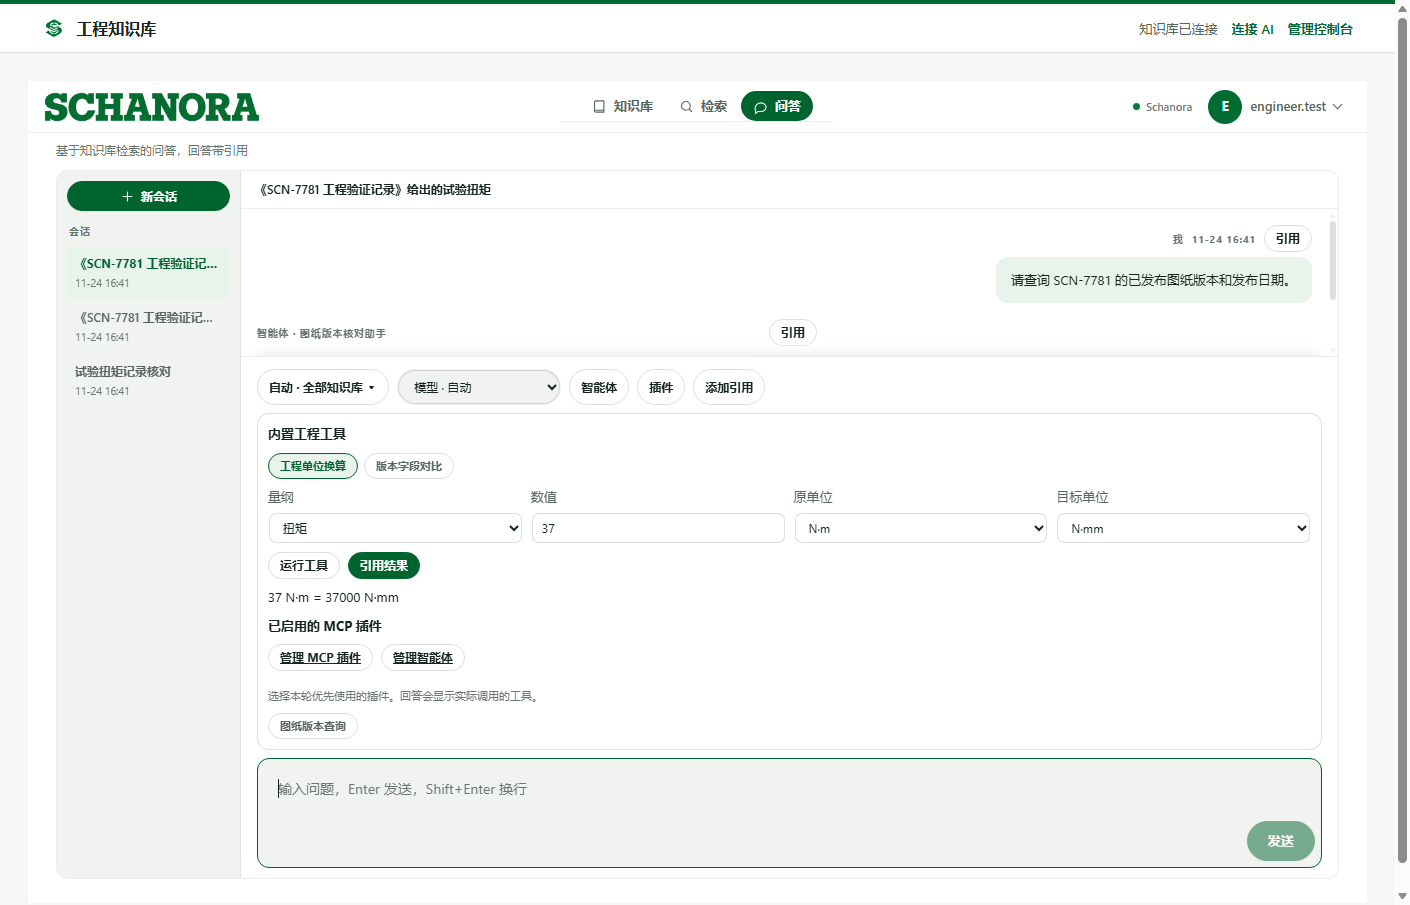 工程知识库
知识库已连接 连接 AI 管理控制台
SCHANORA
知识库 检索 问答
Schanora E engineer.test
基于知识库检索的问答，回答带引用
+ 新会话
会话
《SCN-7781 工程验证记...
11-24 16:41
《SCN-7781 工程验证记...
11-24 16:41
试验扭矩记录核对
11-24 16:41
《SCN-7781 工程验证记录》给出的试验扭矩
我 11-24 16:41 引用
请查询 SCN-7781 的已发布图纸版本和发布日期。
智能体 · 图纸版本核对助手 引用
自动 · 全部知识库 模型 · 自动 智能体 插件 添加引用
内置工程工具
工程单位换算 版本字段对比
量纲 数值 原单位 目标单位
扭矩 37 N·m N·mm
运行工具 引用结果
37 N·m = 37000 N·mm
已启用的 MCP 插件
管理 MCP 插件 管理智能体
选择本轮优先使用的插件。回答会显示实际调用的工具。
图纸版本查询
输入问题，Enter 发送，Shift+Enter 换行
发送